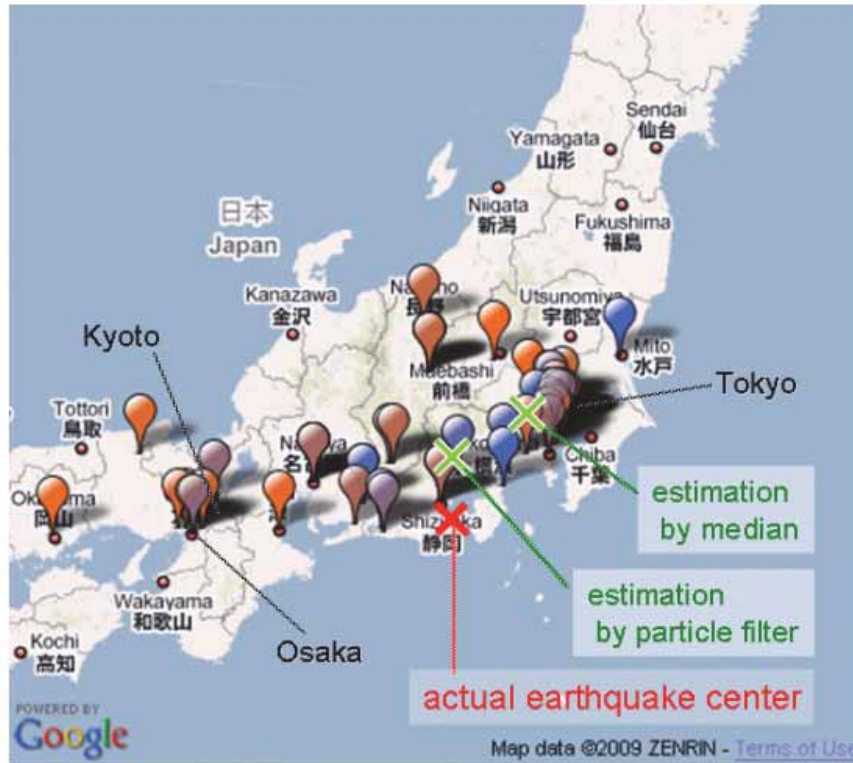 Sendai
仙台
Yamagata
山形
Niigata
新潟
Fukushima
福島
日本
Japan
Kanazawa
金沢
Utsunomiya
宇都宮
Kyoto
Mito
水戸
Maebashi
前橋
Tokyo
Tottori
鳥取
Chiba
千葉
岡山
Shizuoka
静岡
estimation
by median
Wakayama
和歌山
estimation
by particle filter
Kochi
高知
Osaka
actual earthquake center
POWERED BY
Google
Map data ©2009 ZENRIN - Terms of Use